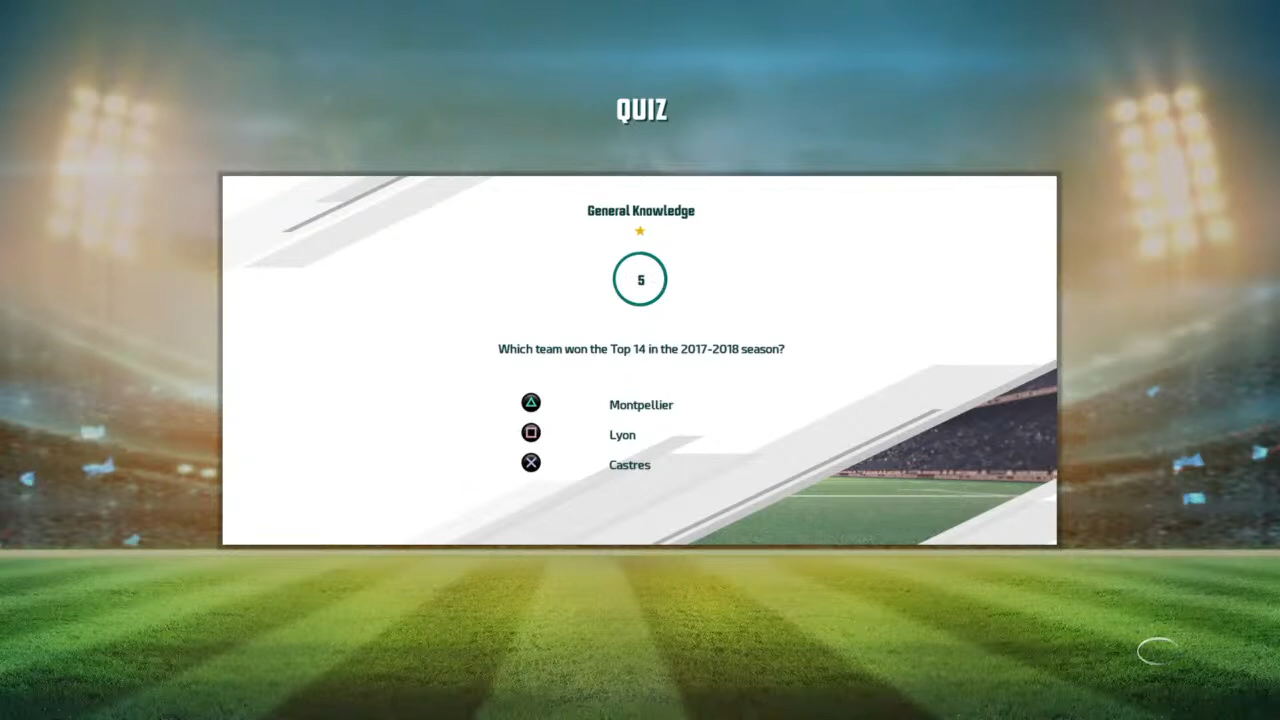 QUIZ
General Knowledge
5
Which team won the Top 14 in the 2017-2018 season?
Montpellier
Lyon
Castres